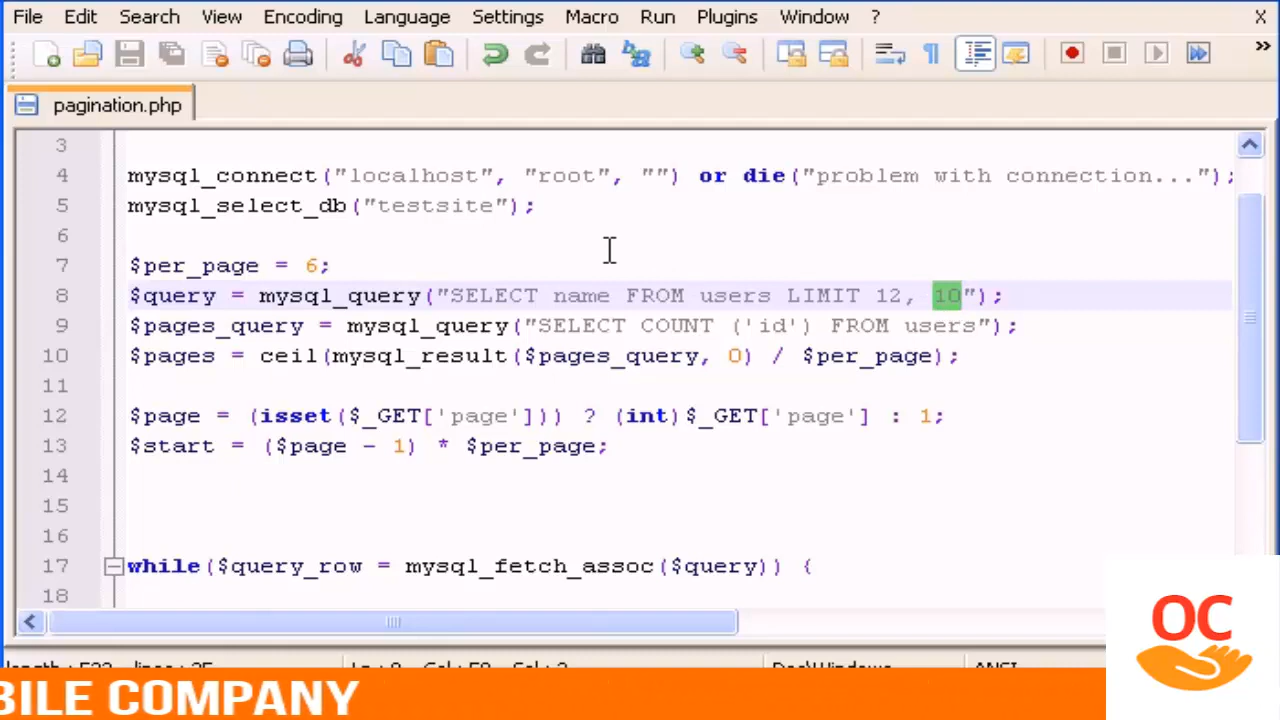 File Edit Search View Encoding Language Settings Macro Run Plugins Window ? X
pagination.php
3
4 mysql_connect("localhost", "root", "") or die("problem with connection...");
5 mysql_select_db("testsite");
6
7 $per_page = 6;
8 $query = mysql_query("SELECT name FROM users LIMIT 12, 10");
9 $pages_query = mysql_query("SELECT COUNT ('id') FROM users");
10 $pages = ceil(mysql_result($pages_query, 0) / $per_page);
11
12 $page = (isset($_GET['page'])) ? (int)$_GET['page'] : 1;
13 $start = ($page - 1) * $per_page;
14
15
16
17 while($query_row = mysql_fetch_assoc($query)) {
18
ANSI
OC
BILE COMPANY